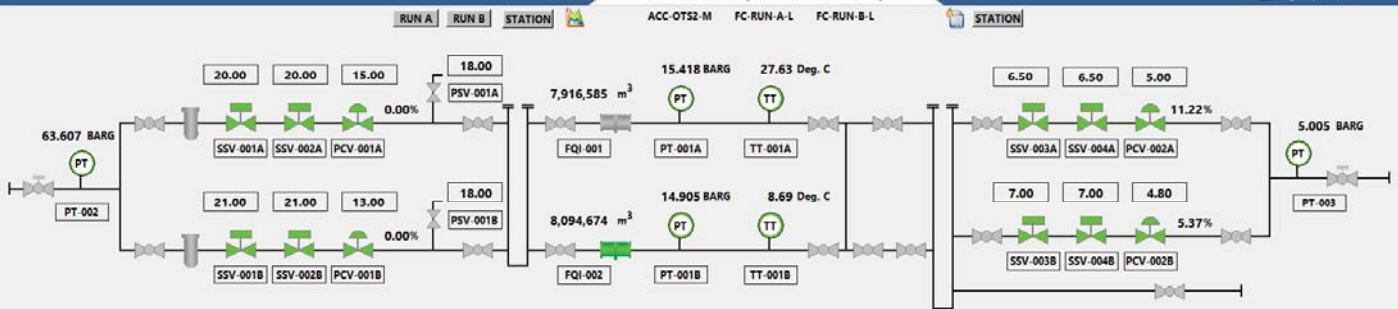 RUN A RUN B STATION ACC-OTS2-M FC-RUN-A-L FC-RUN-B-L STATION
18.00
20.00 20.00 15.00
PSV-001A
0.00%
7,916,585 m³
15.418 BARG 27.63 Deg. C
PT TT
6.50 6.50 5.00
11.22%
63.607 BARG
PT
PT-002
SSV-001A SSV-002A PCV-001A
FQI-001 PT-001A TT-001A
SSV-003A SSV-004A PCV-002A
5.005 BARG
PT
PT-003
21.00 21.00 13.00
0.00%
18.00
PSV-001B
8,094,674 m³
14.905 BARG 8.69 Deg. C
PT TT
7.00 7.00 4.80
5.37%
SSV-001B SSV-002B PCV-001B
FQI-002 PT-001B TT-001B
SSV-003B SSV-004B PCV-002B